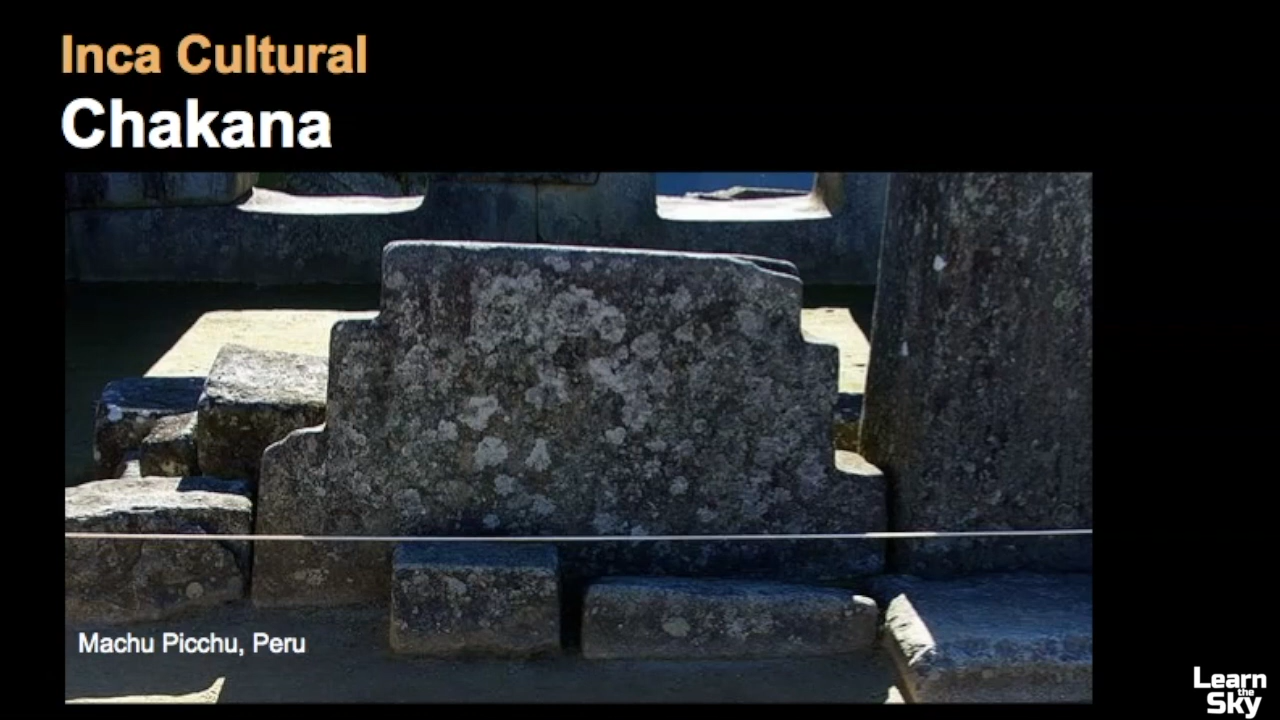 Inca Cultural
Chakana
Machu Picchu, Peru
Learn
the
Sky